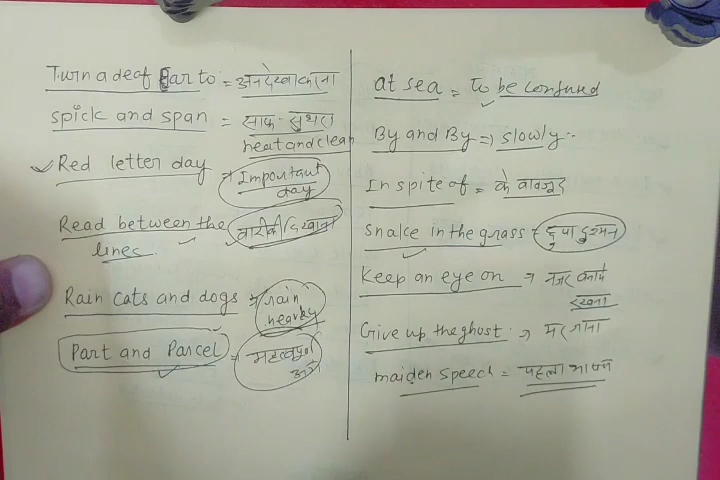 Turn a deaf Ear to = अनदेखा करना
spick and span = साफ-सुथरा
neat and clean
Red letter day → Important
day
Read between the बारीकी
lines.
Rain cats and dogs → rain
heavly
Part and Parcel = महत्वपूर्ण
अंग
at sea = To be confused
By and By => slowly
In spite of = के बावजूद
Snake in the grass = छुपा दुश्मन
Keep an eye on → नजर बनाये
रखना
Give up the ghost → मर जाना
maiden speech = पहला भाषण